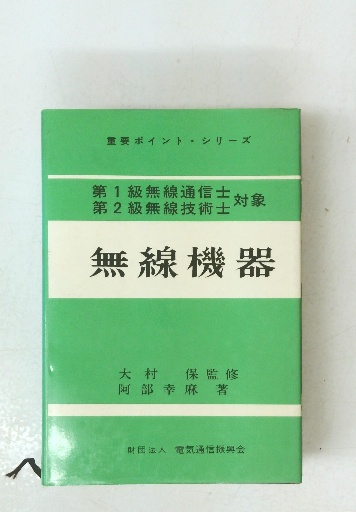 重要ポイント・シリーズ
第1級無線通信士
第2級無線技術士 対象
無線機器
大村 保監修
阿部幸麻 著
財団法人 電気通信振興会